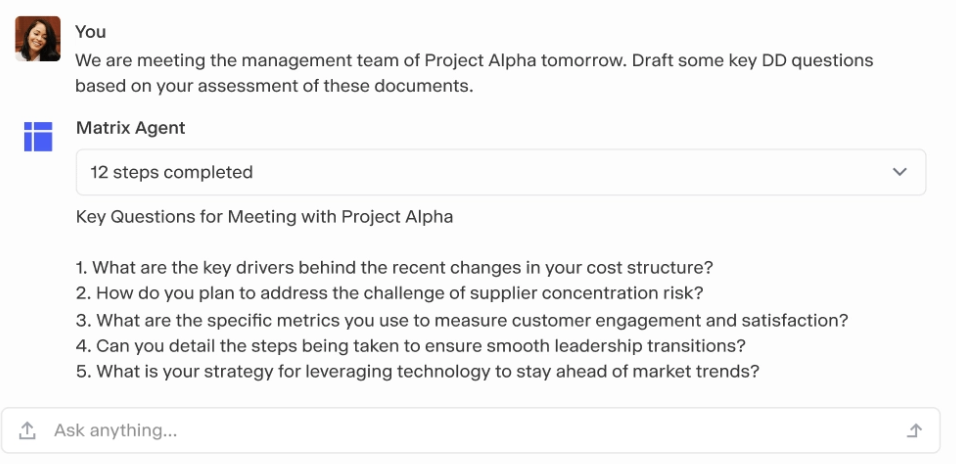 You
We are meeting the management team of Project Alpha tomorrow. Draft some key DD questions
based on your assessment of these documents.
Matrix Agent
12 steps completed
Key Questions for Meeting with Project Alpha
1. What are the key drivers behind the recent changes in your cost structure?
2. How do you plan to address the challenge of supplier concentration risk?
3. What are the specific metrics you use to measure customer engagement and satisfaction?
4. Can you detail the steps being taken to ensure smooth leadership transitions?
5. What is your strategy for leveraging technology to stay ahead of market trends?
Ask anything...